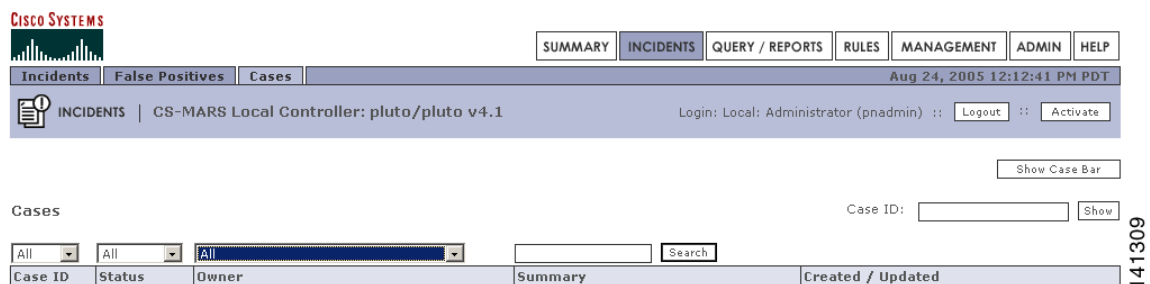 CISCO SYSTEMS
SUMMARY INCIDENTS QUERY / REPORTS RULES MANAGEMENT ADMIN HELP
Incidents False Positives Cases Aug 24, 2005 12:12:41 PM PDT
INCIDENTS | CS-MARS Local Controller: pluto/pluto v4.1 Login: Local: Administrator (pnadmin) :: Logout :: Activate
Show Case Bar
Cases Case ID: Show
All All All Search
Case ID Status Owner Summary Created / Updated
141309